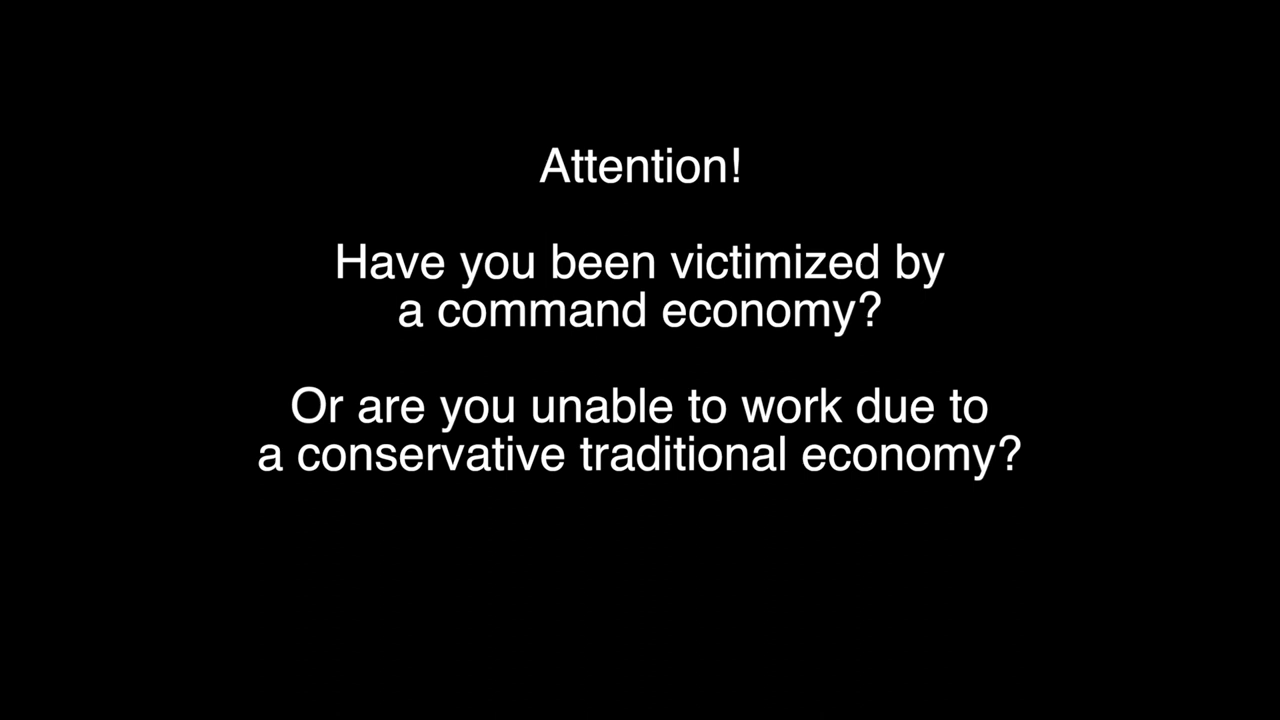 Attention!
Have you been victimized by
a command economy?
Or are you unable to work due to
a conservative traditional economy?